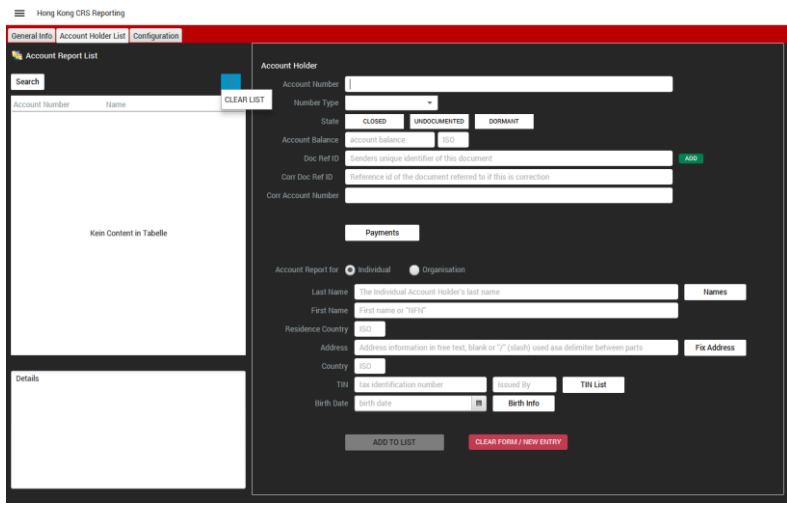 Hong Kong CRS Reporting
General Info Account Holder List Configuration
Account Report List
Search
CLEAR LIST
Account Number Name
Kein Content in Tabelle
Details
Account Holder
Account Number
Number Type
State CLOSED UNDOCUMENTED DORMANT
Account Balance account balance ISO
Doc Ref ID Senders unique identifier of this document ADD
Corr Doc Ref ID Reference id of the document referred to if this is correction
Corr Account Number
Payments
Account Report for Individual Organisation
Last Name The Individual Account Holder's last name Names
First Name First name or "NFN"
Residence Country ISO
Address Address information in free text, blank or "/" (slash) used asa delimiter between parts Fix Address
Country ISO
TIN tax identification number Issued By TIN List
Birth Date birth date Birth Info
ADD TO LIST CLEAR FORM / NEW ENTRY